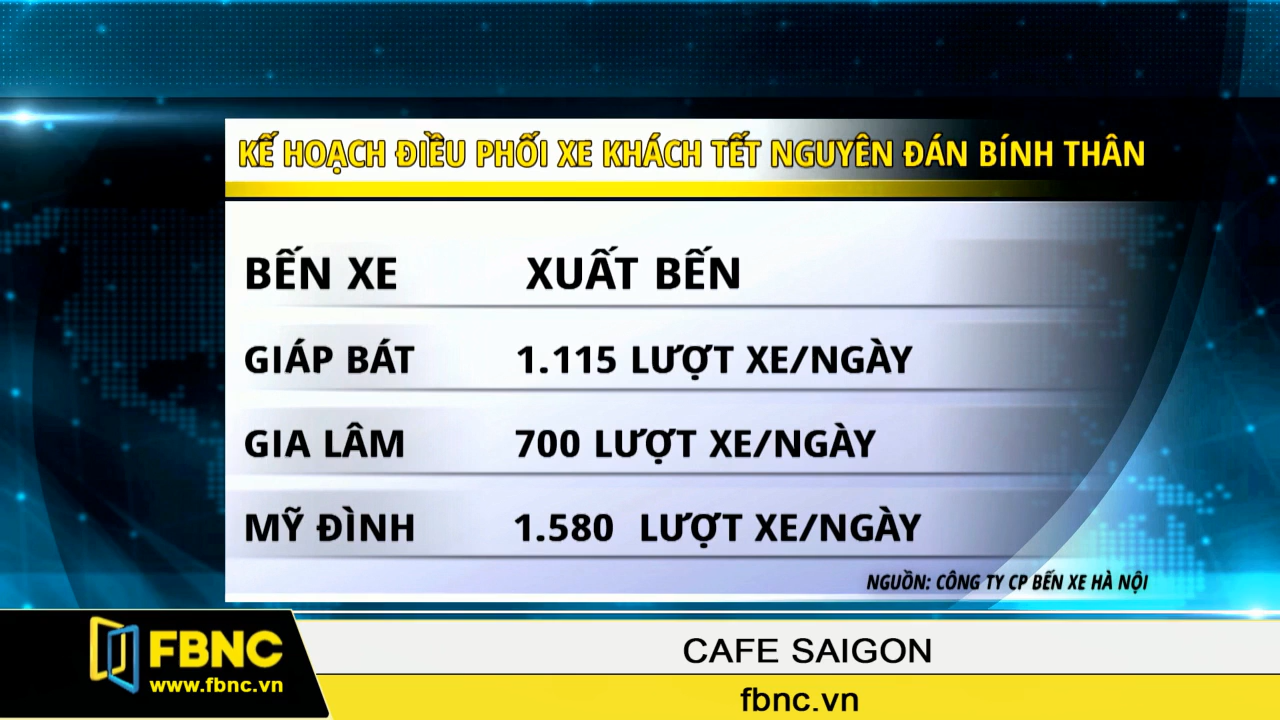 KẾ HOẠCH ĐIỀU PHỐI XE KHÁCH TẾT NGUYÊN ĐÁN BÍNH THÂN
BẾN XE XUẤT BẾN
GIÁP BÁT 1.115 LƯỢT XE/NGÀY
GIA LÂM 700 LƯỢT XE/NGÀY
MỸ ĐÌNH 1.580 LƯỢT XE/NGÀY
NGUỒN: CÔNG TY CP BẾN XE HÀ NỘI
FBNC
www.fbnc.vn
CAFE SAIGON
fbnc.vn